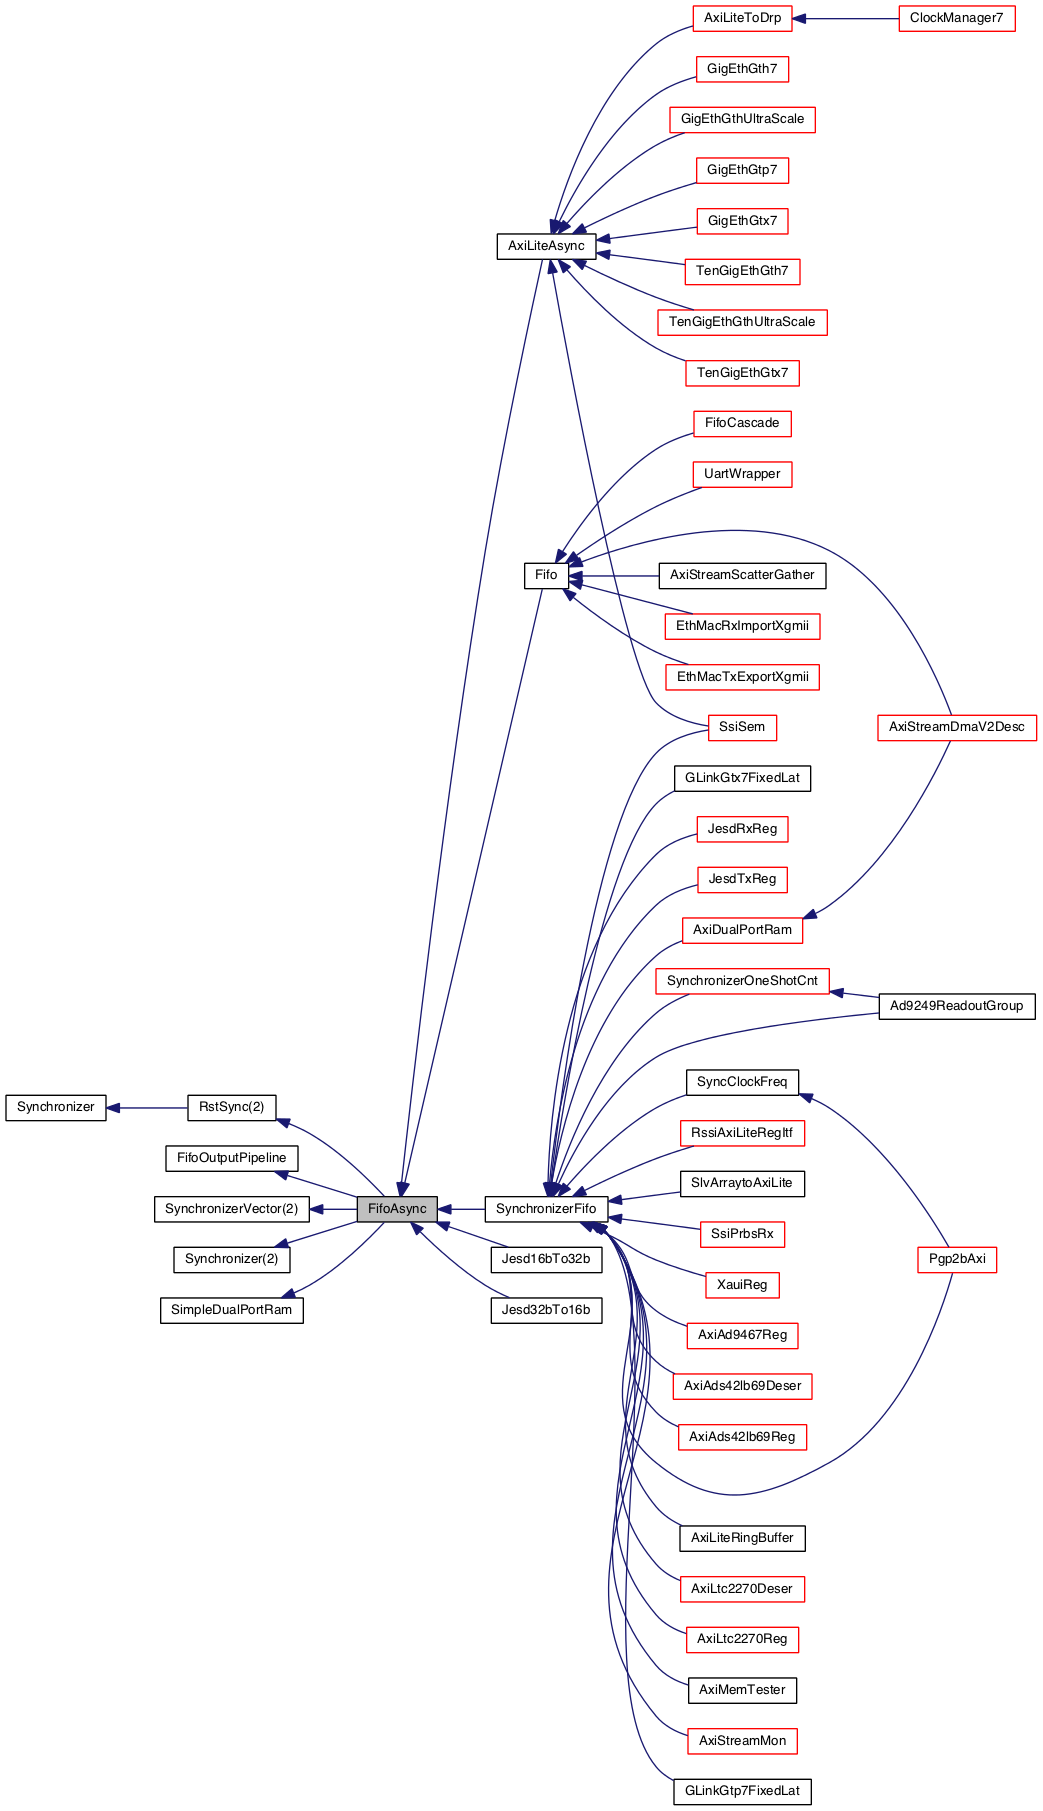 AxiLiteToDrp
ClockManager7
GigEthGth7
GigEthGthUltraScale
GigEthGtp7
GigEthGtx7
AxiLiteAsync
TenGigEthGth7
TenGigEthGthUltraScale
TenGigEthGtx7
FifoCascade
UartWrapper
Fifo
AxiStreamScatterGather
EthMacRxImportXgmii
EthMacTxExportXgmii
SsiSem
AxiStreamDmaV2Desc
GLinkGtx7FixedLat
JesdRxReg
JesdTxReg
AxiDualPortRam
SynchronizerOneShotCnt
Ad9249ReadoutGroup
SyncClockFreq
Synchronizer
RstSync(2)
RssiAxiLiteRegItf
FifoOutputPipeline
SlvArraytoAxiLite
SynchronizerVector(2)
FifoAsync
SynchronizerFifo
SsiPrbsRx
Synchronizer(2)
Jesd16bTo32b
Pgp2bAxi
XauiReg
SimpleDualPortRam
Jesd32bTo16b
AxiAd9467Reg
AxiAds42lb69Deser
AxiAds42lb69Reg
AxiLiteRingBuffer
AxiLtc2270Deser
AxiLtc2270Reg
AxiMemTester
AxiStreamMon
GLinkGtp7FixedLat